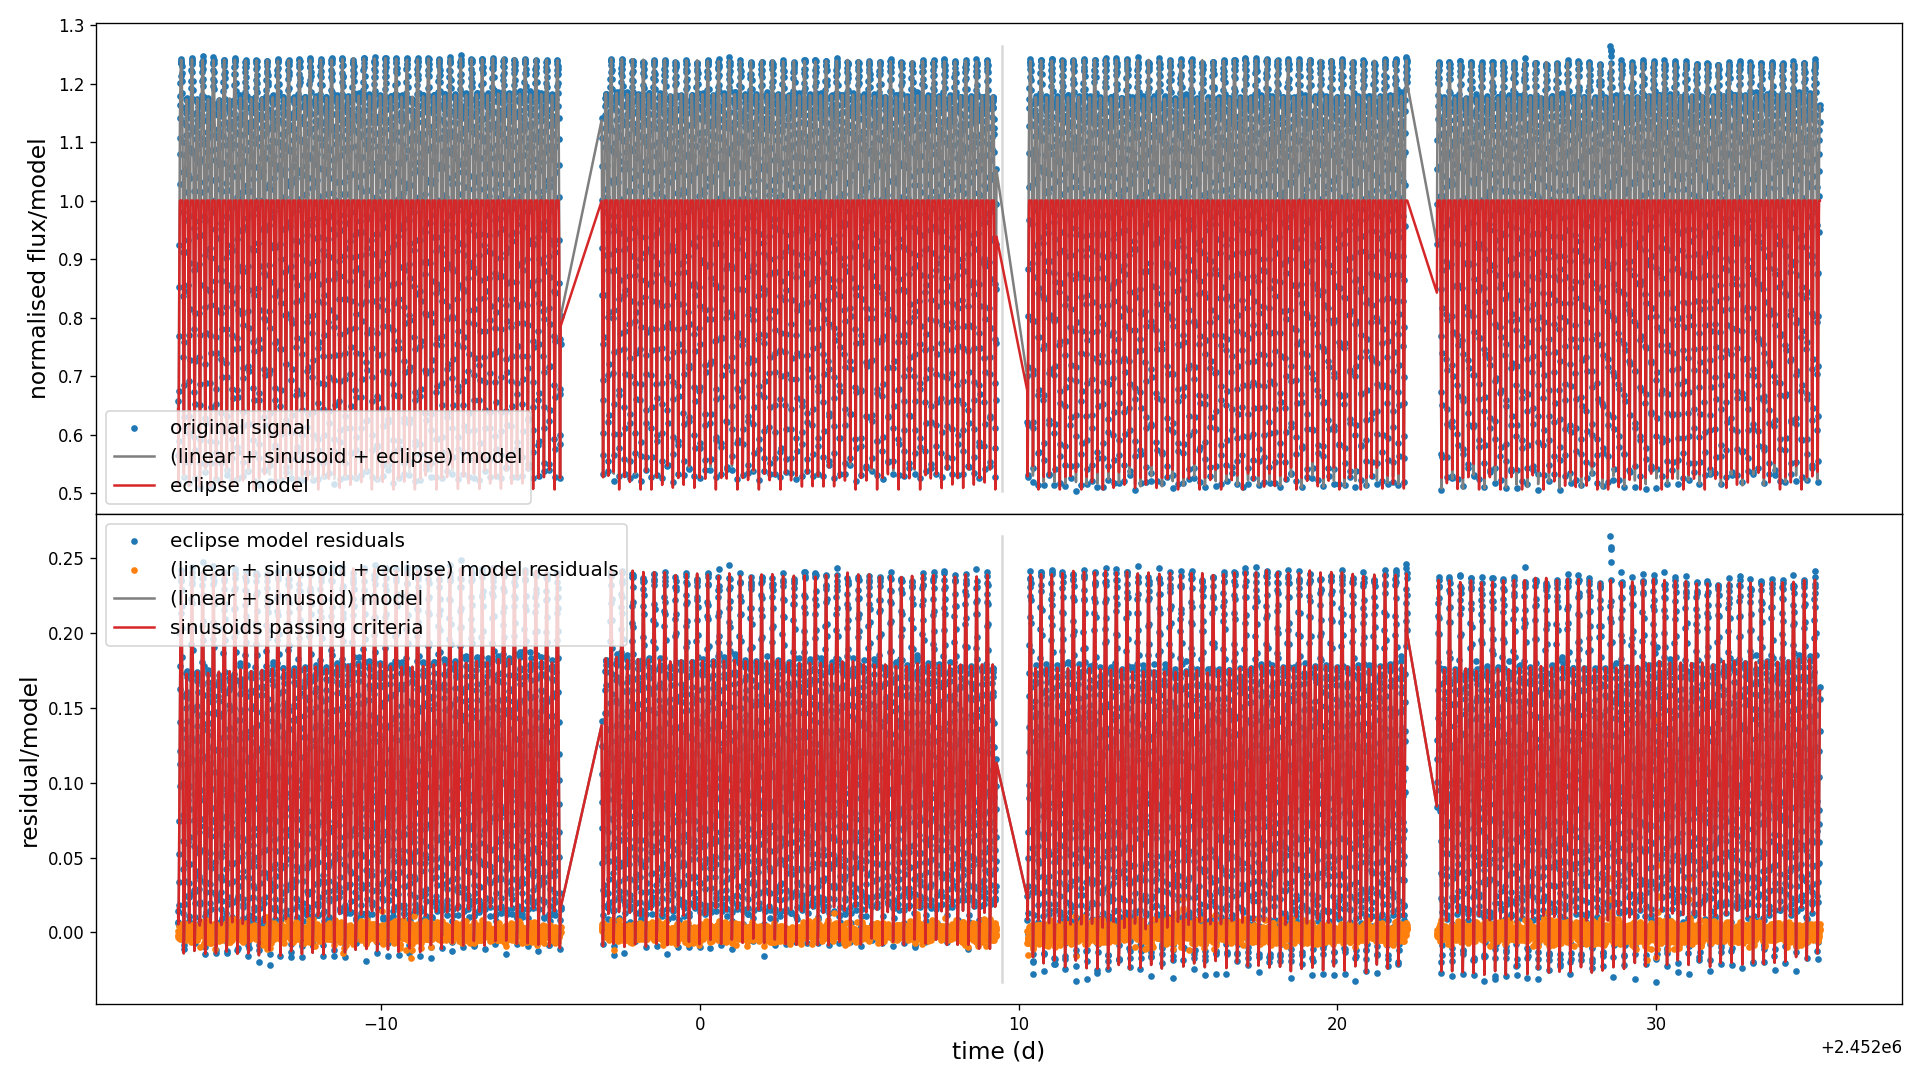 1.3
1.2
1.1
1.0
0.9
0.8
0.7
0.6
0.5
normalised flux/model
original signal
(linear + sinusoid + eclipse) model
eclipse model
0.25
0.20
0.15
0.10
0.05
0.00
residual/model
eclipse model residuals
(linear + sinusoid + eclipse) model residuals
(linear + sinusoid) model
sinusoids passing criteria
−10
0
10
20
30
time (d)
+2.452e6